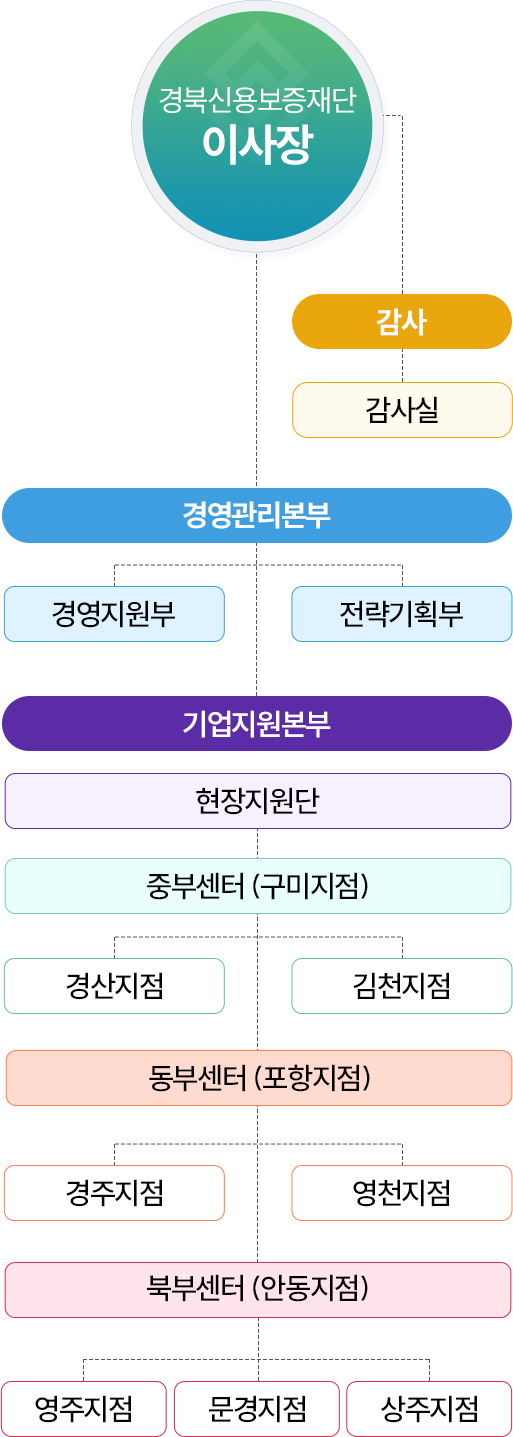 경북신용보증재단
이사장
감사
감사실
경영관리본부
경영지원부
전략기획부
기업지원본부
현장지원단
중부센터 (구미지점)
경산지점
김천지점
동부센터 (포항지점)
경주지점
영천지점
북부센터 (안동지점)
영주지점
문경지점
상주지점